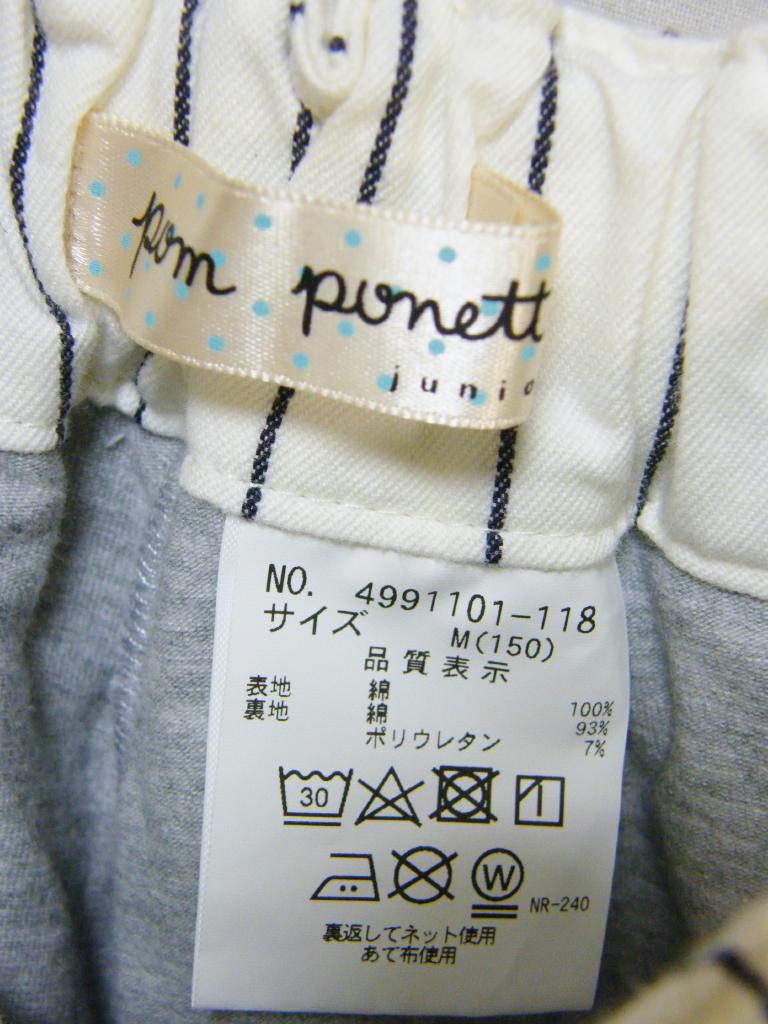 pom ponett
junio
NO. 4991101-118
サイズ M(150)
品質表示
表地 綿 100%
裏地 綿 93%
ポリウレタン 7%
30
W
NR-240
裏返してネット使用
あて布使用